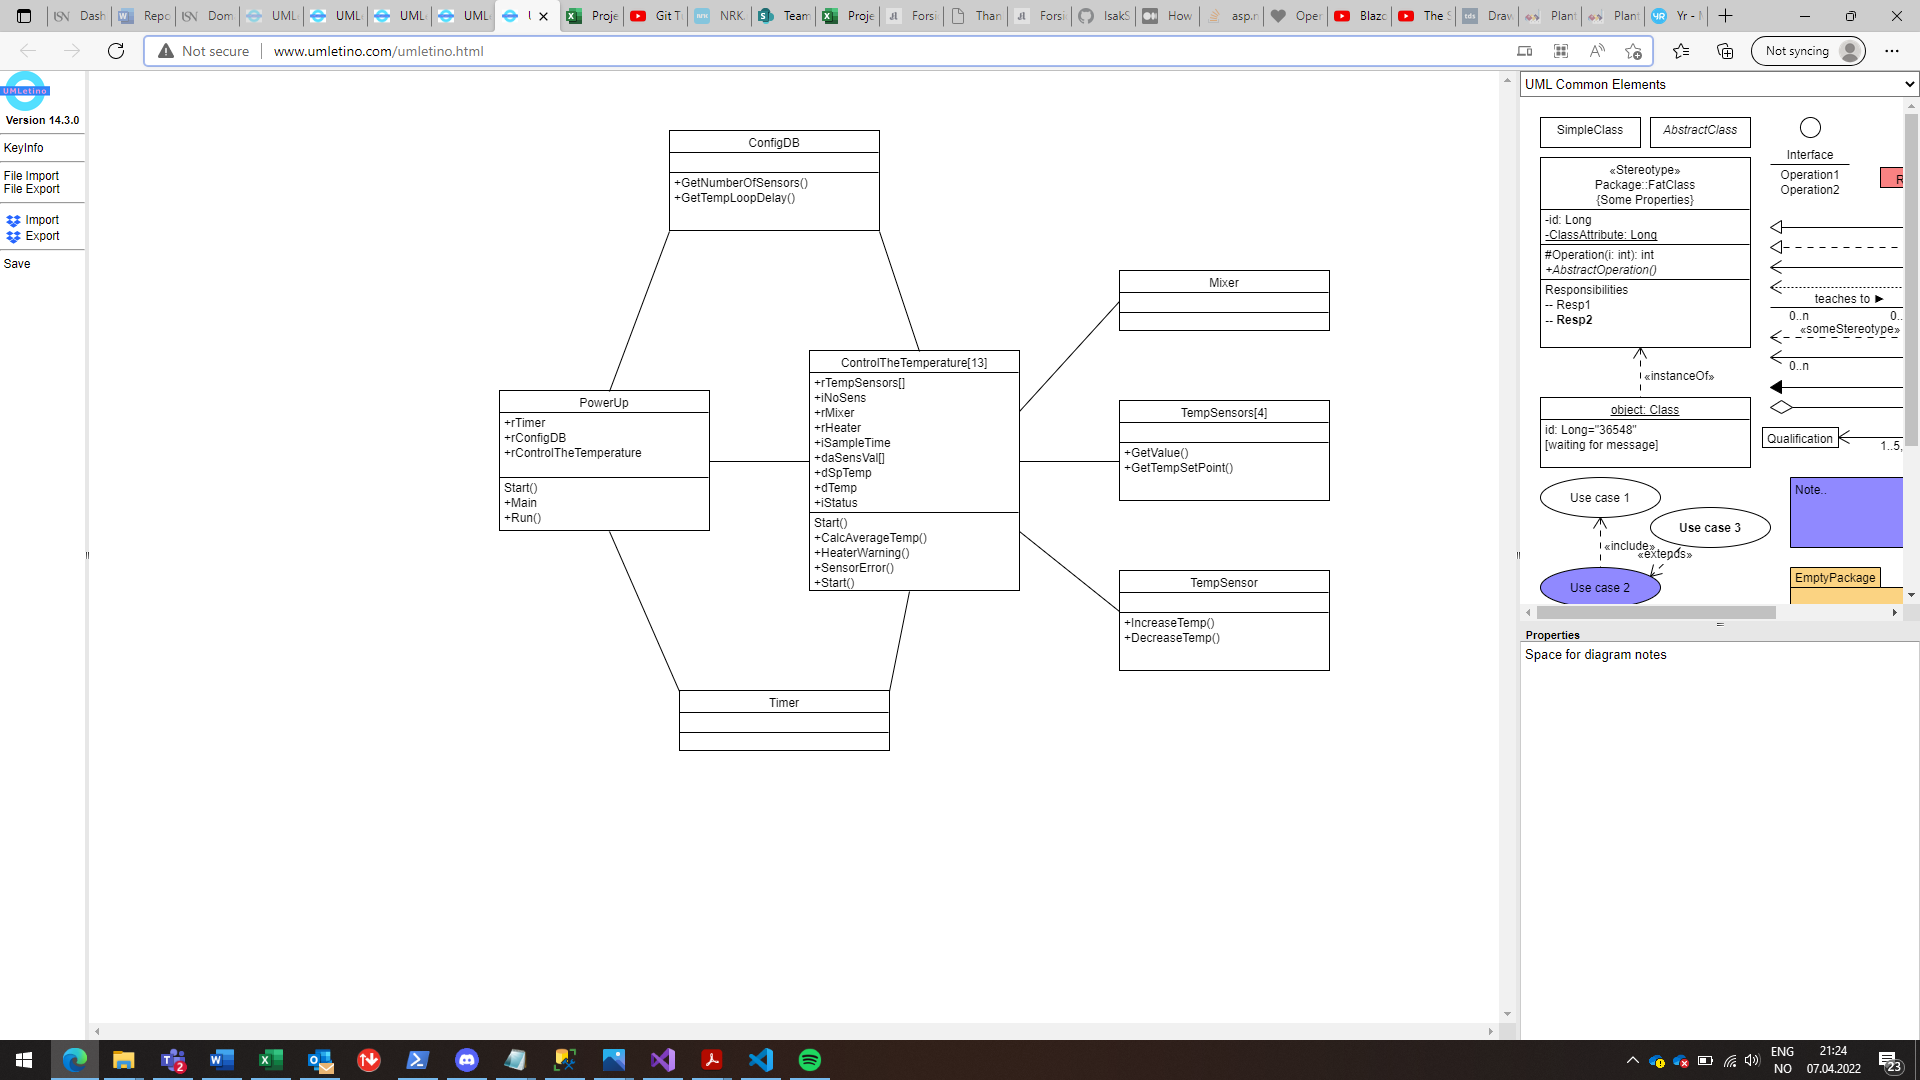 Dash
Repo
Dom
UML
UML
UML
UML
U
Proje
Git T
NRK
Team
Proje
Forsi
Than
Forsi
IsakS
How
asp.n
Oper
Blazo
The S
Draw
Plant
Plant
Yr -
Not secure
www.umletino.com/umletino.html
Not syncing
UMLetino
Version 14.3.0
KeyInfo
File Import
File Export
Import
Export
Save
ConfigDB
+GetNumberOfSensors()
+GetTempLoopDelay()
Mixer
ControlTheTemperature[13]
+rTempSensors[]
+iNoSens
+rMixer
+rHeater
+iSampleTime
+daSensVal[]
+dSpTemp
+dTemp
+iStatus
Start()
+CalcAverageTemp()
+HeaterWarning()
+SensorError()
+Start()
PowerUp
+rTimer
+rConfigDB
+rControlTheTemperature
Start()
+Main
+Run()
TempSensors[4]
+GetValue()
+GetTempSetPoint()
TempSensor
+IncreaseTemp()
+DecreaseTemp()
Timer
UML Common Elements
SimpleClass
AbstractClass
Interface
Operation1
Operation2
R
«Stereotype»
Package::FatClass
{Some Properties}
-id: Long
-ClassAttribute: Long
#Operation(i: int): int
+AbstractOperation()
Responsibilities
-- Resp1
-- Resp2
teaches to ►
0..n
0..
«someStereotype»
0..n
«instanceOf»
object: Class
id: Long="36548"
[waiting for message]
Qualification
1..5,
Use case 1
Note..
Use case 3
«include»
«extends»
Use case 2
EmptyPackage
Properties
Space for diagram notes
2
ENG
NO
21:24
07.04.2022
23